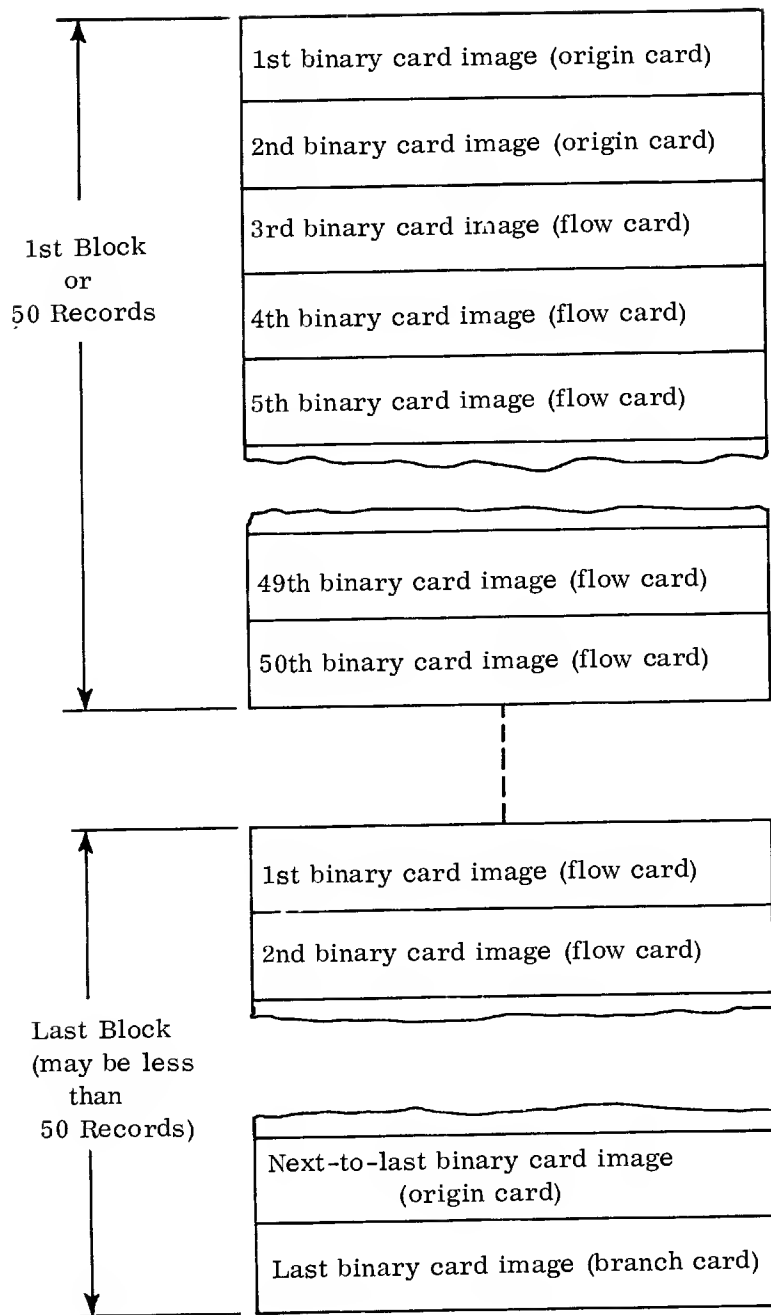 1st binary card image (origin card)
2nd binary card image (origin card)
3rd binary card image (flow card)
4th binary card image (flow card)
5th binary card image (flow card)
1st Block
or
50 Records
49th binary card image (flow card)
50th binary card image (flow card)
1st binary card image (flow card)
2nd binary card image (flow card)
Last Block
(may be less
than
50 Records)
Next-to-last binary card image
(origin card)
Last binary card image (branch card)